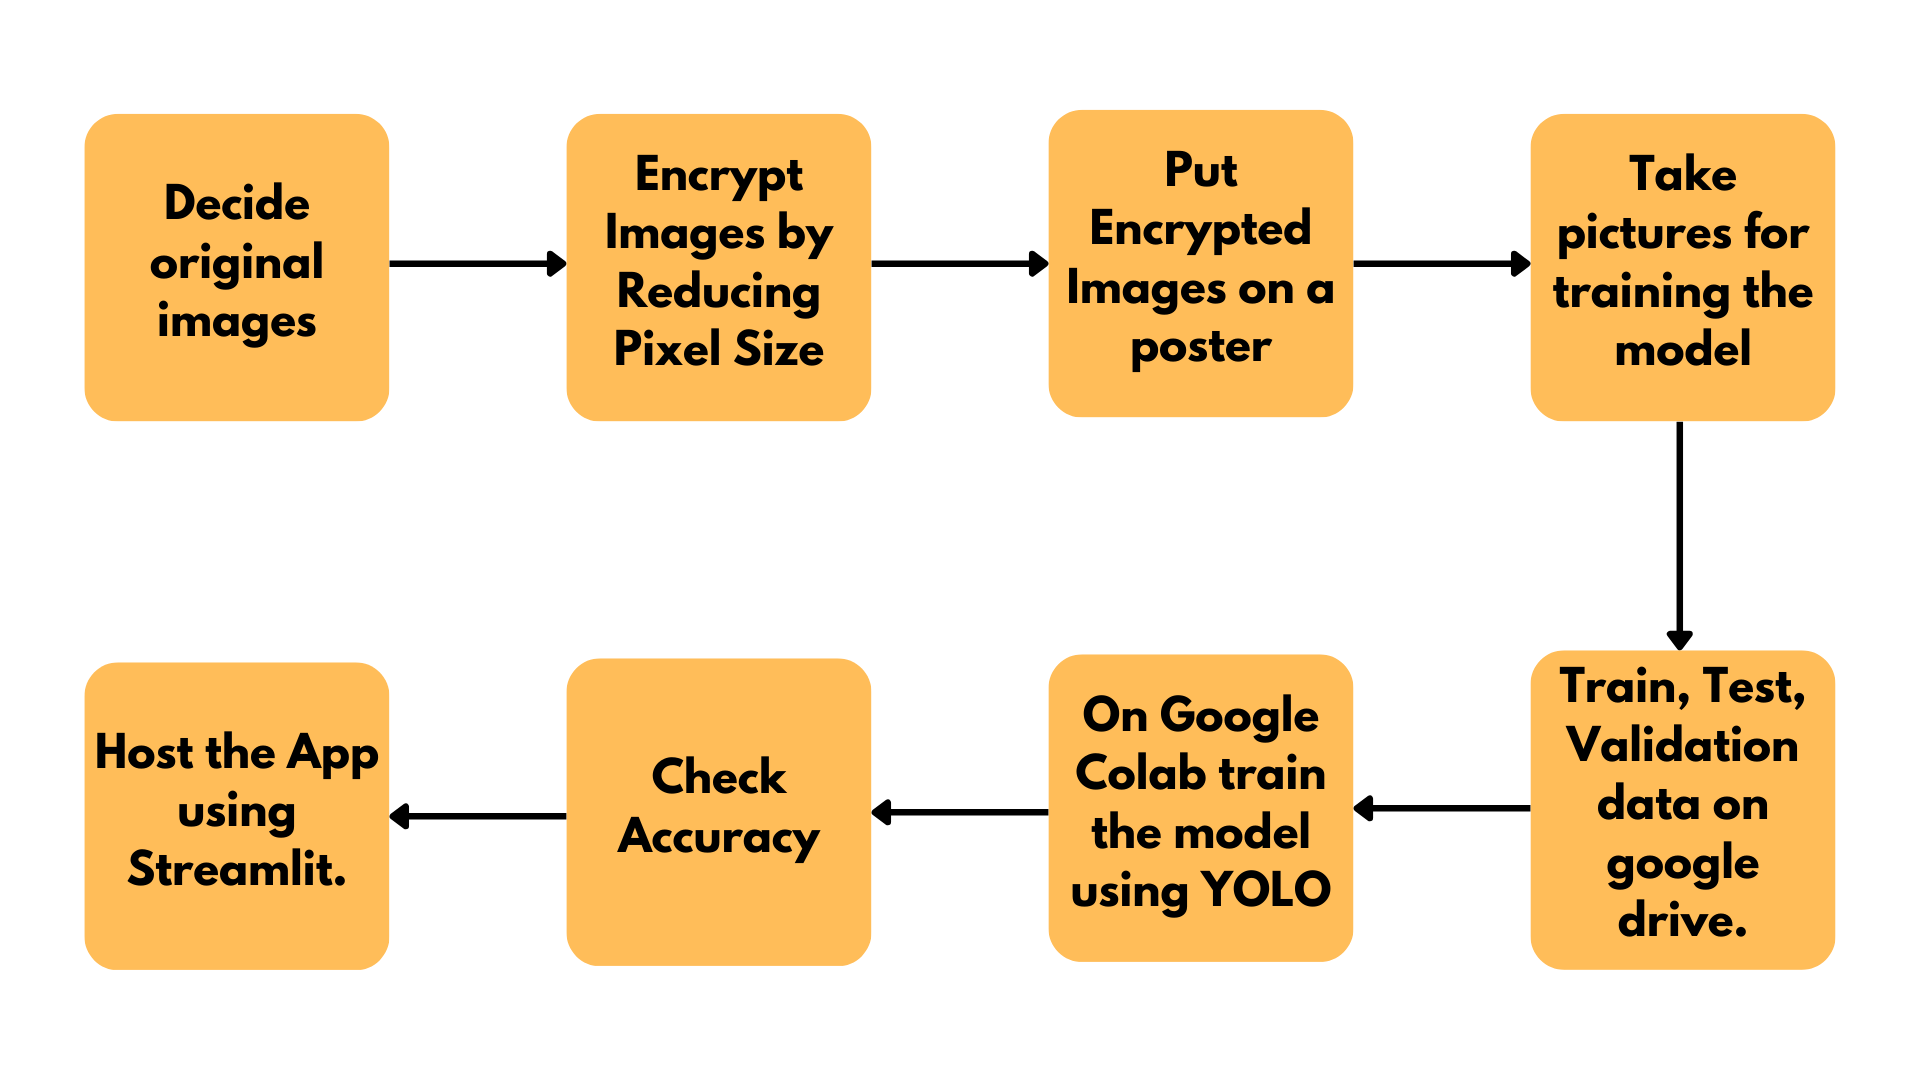 Decide
original
images
Encrypt
Images by
Reducing
Pixel Size
Put
Encrypted
Images on a
poster
Take
pictures for
training the
model
Train, Test,
Validation
data on
google
drive.
On Google
Colab train
the model
using YOLO
Check
Accuracy
Host the App
using
Streamlit.